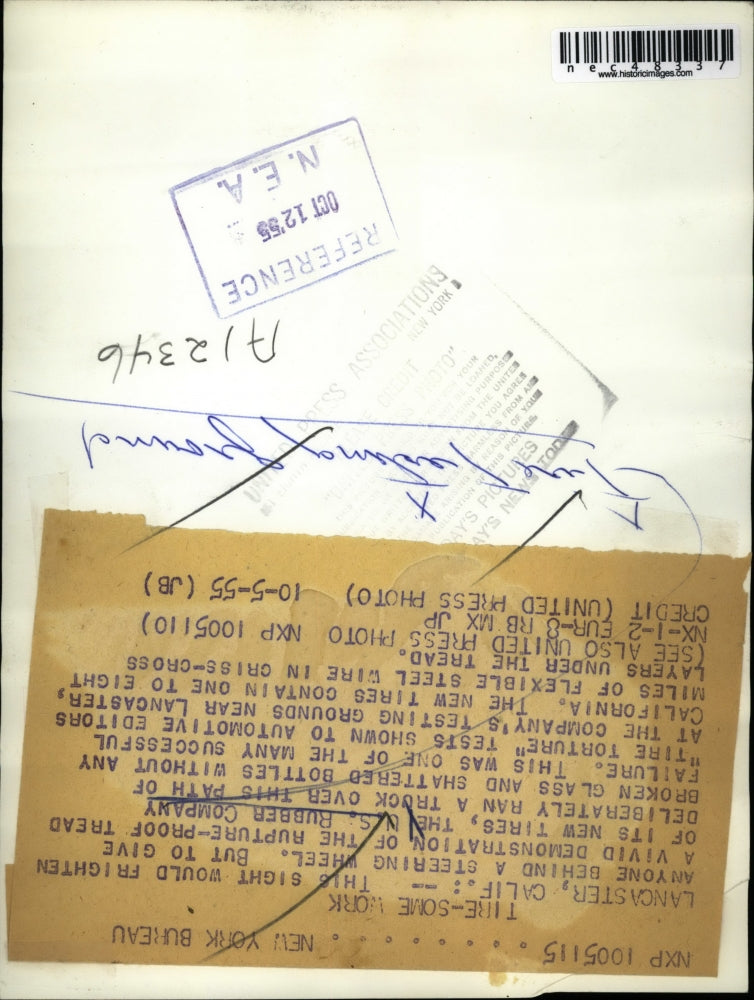 nec48337
www.historicimages.com
NXP 1005115 . . . . . . . . NEW YORK BUREAU
TIRE-SOME WORK
LANCASTER, CALIF.: -- THIS SIGHT WOULD FRIGHTEN
ANYONE BEHIND A STEERING WHEEL. BUT TO GIVE
A VIVID DEMONSTRATION OF THE RUPTURE-PROOF TREAD
OF ITS NEW TIRES, THE U.S. RUBBER COMPANY
DELIBERATELY RAN A TRUCK OVER THIS PATH OF
BROKEN GLASS AND SHATTERED BOTTLES WITHOUT ANY
FAILURE. THIS WAS ONE OF THE MANY SUCCESSFUL
"TIRE TORTURE" TESTS SHOWN TO AUTOMOTIVE EDITORS
AT THE COMPANY'S TESTING GROUNDS NEAR LANCASTER,
CALIFORNIA. THE NEW TIRES CONTAIN ONE TO EIGHT
MILES OF FLEXIBLE STEEL WIRE IN CRISS-CROSS
LAYERS UNDER THE TREAD.
(SEE ALSO UNITED PRESS PHOTO NXP 1005110)
NX-1-2 EUR-8 RB MX JP
CREDIT (UNITED PRESS PHOTO) 10-5-55 (JB)
Ground
A12346
REFERENCE
OCT 12 '55
N.E.A.
UNITED PRESS ASSOCIATIONS
NEW YORK
CREDIT
PHOTO"